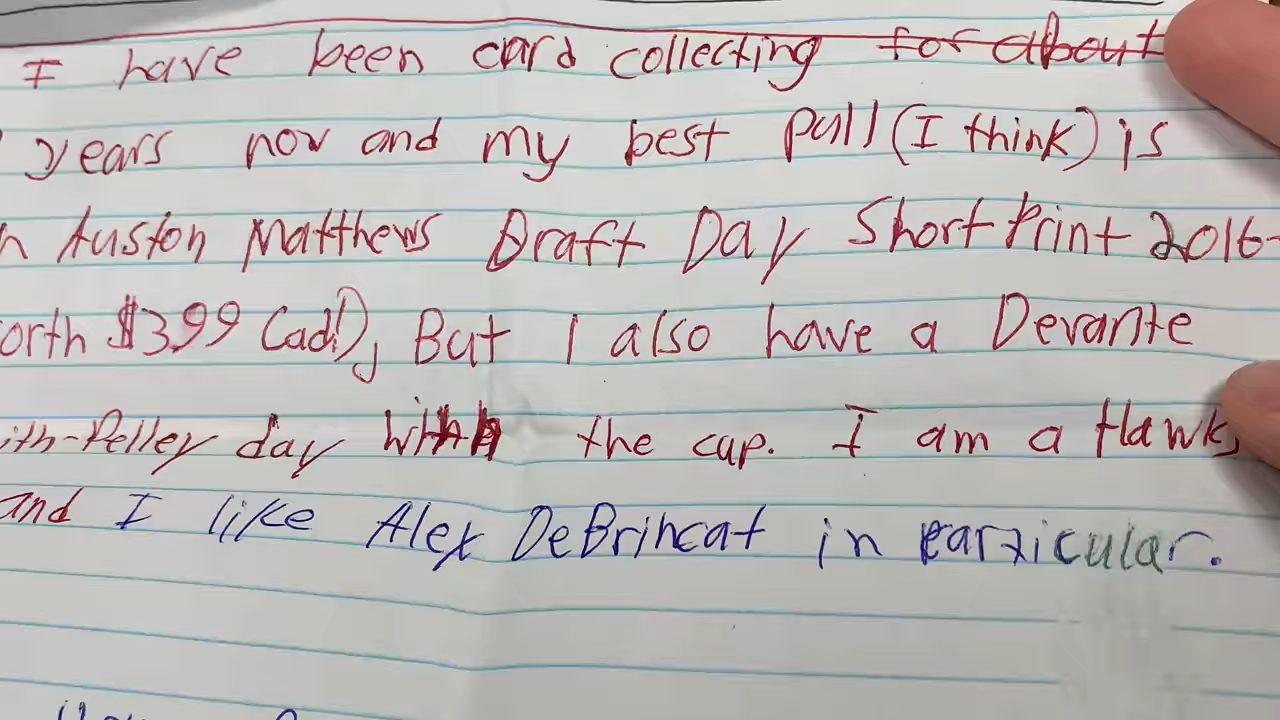 I have been card collecting for about
years now and my best pull (I think) is
Auston Matthews Draft Day Short Print 2016-
orth $3.99 Cad!), But I also have a Devante
ith-Pelley day with the cup. I am a Hawks
and I like Alex DeBrincat in particular.